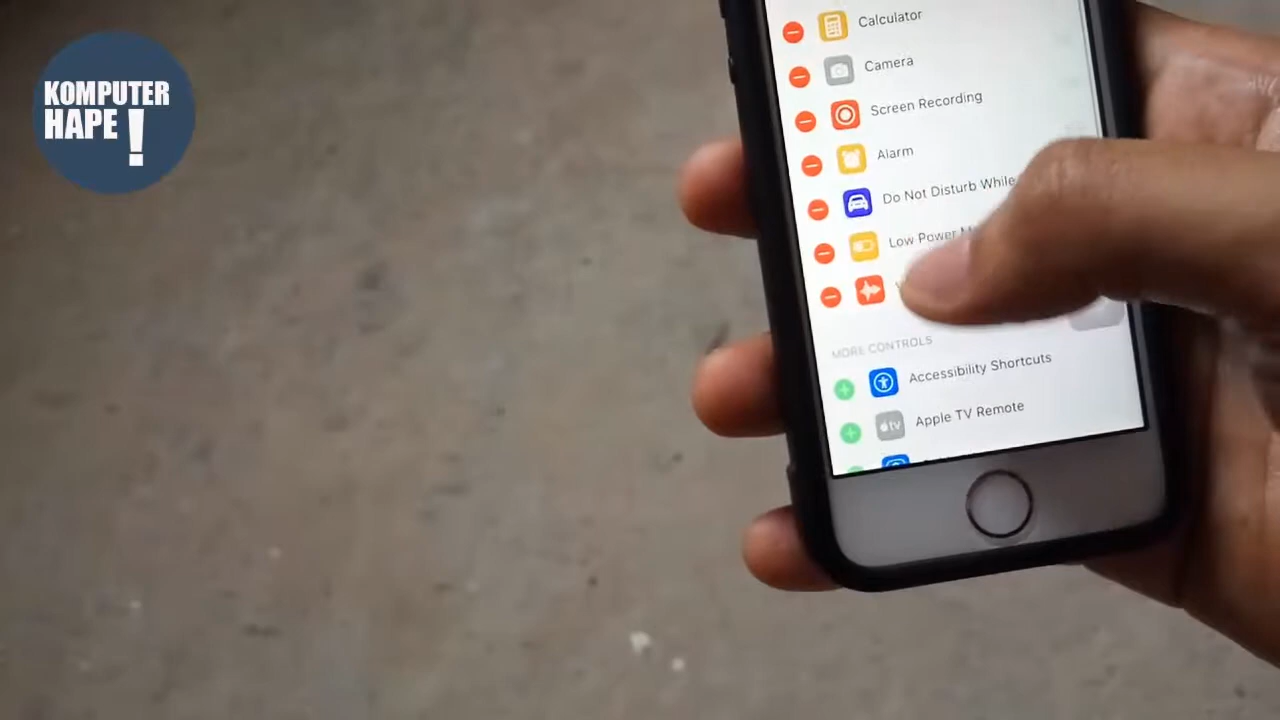 KOMPUTER
HAPE!
Calculator
Camera
Screen Recording
Alarm
Do Not Disturb While
Low Power
MORE CONTROLS
Accessibility Shortcuts
tv
Apple TV Remote